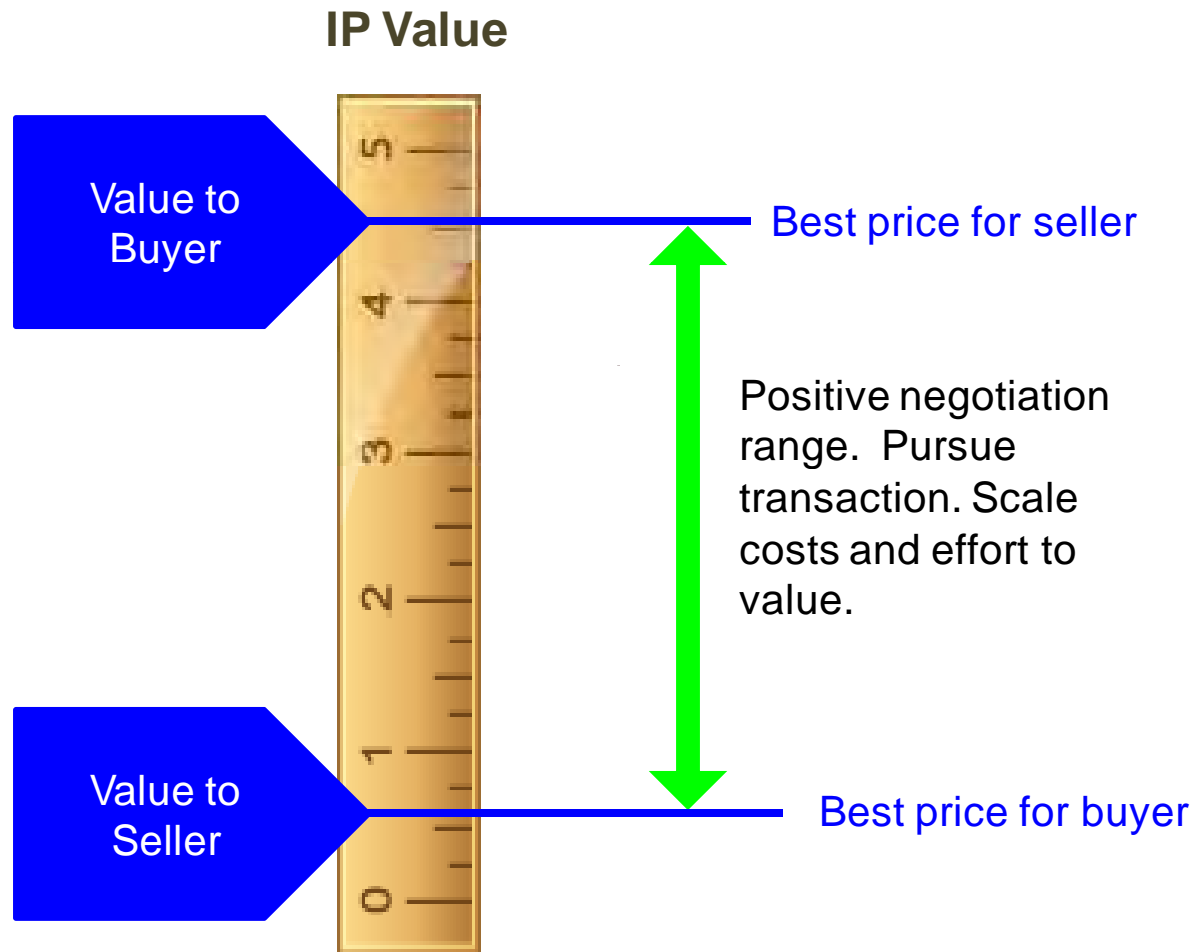 IP Value
5
Value to
Buyer
Best price for seller
4
Positive negotiation
range.  Pursue
transaction. Scale
costs and effort to
value.
3
2
1
Value to
Seller
Best price for buyer
0